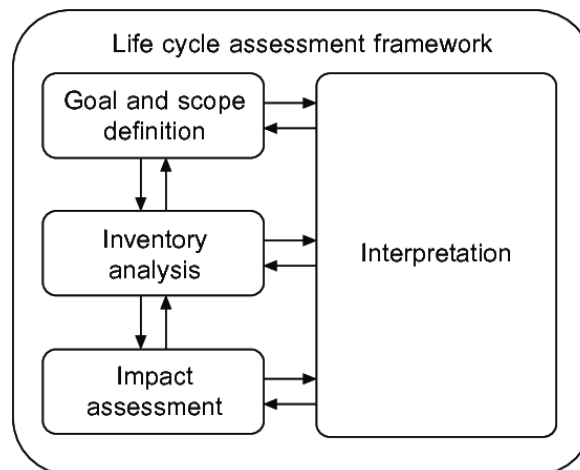 Life cycle assessment framework
Goal and scope
definition
Inventory
analysis
Impact
assessment
Interpretation